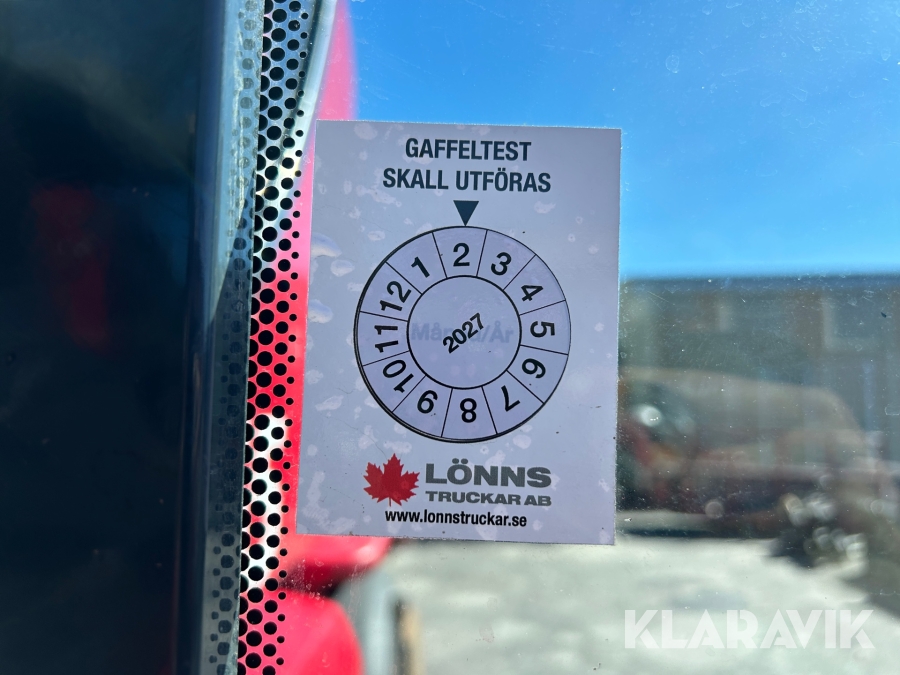 GAFFELTEST
SKALL UTFÖRAS
1 2 3 4 5 6 7 8 9 10 11 12
Månad/År
2027
LÖNNS
TRUCKAR AB
www.lonnstruckar.se
KLARAVIK